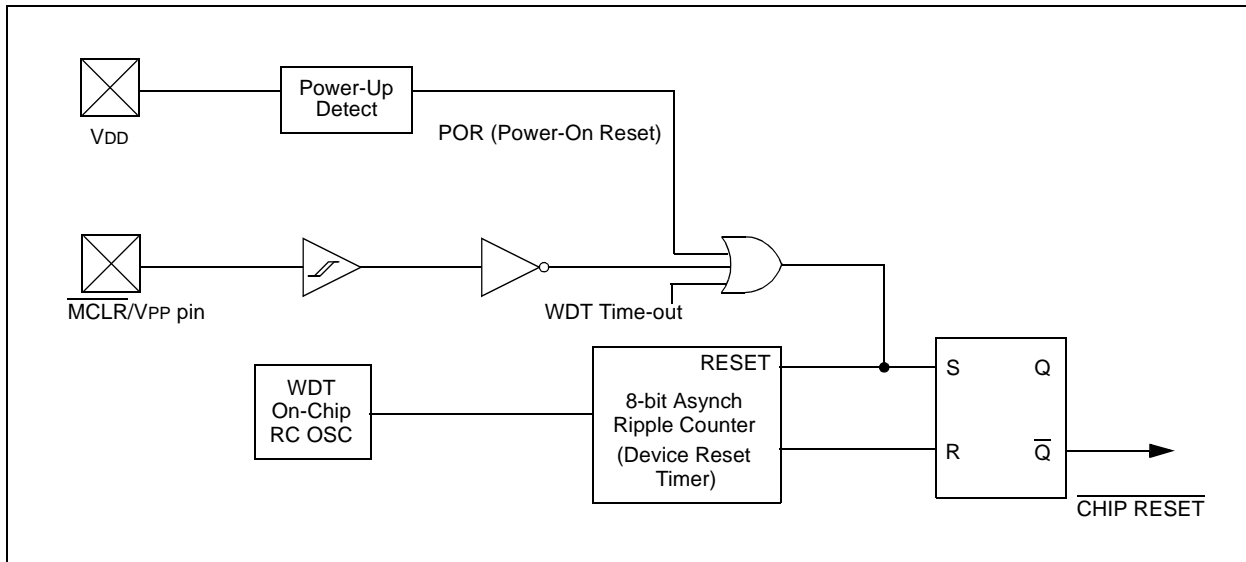 Power-Up
Detect
VDD
POR (Power-On Reset)
MCLR/VPP pin
WDT Time-out
WDT
On-Chip
RC OSC
RESET
8-bit Asynch
Ripple Counter
(Device Reset
Timer)
S Q
R Q̅
CHIP RESET